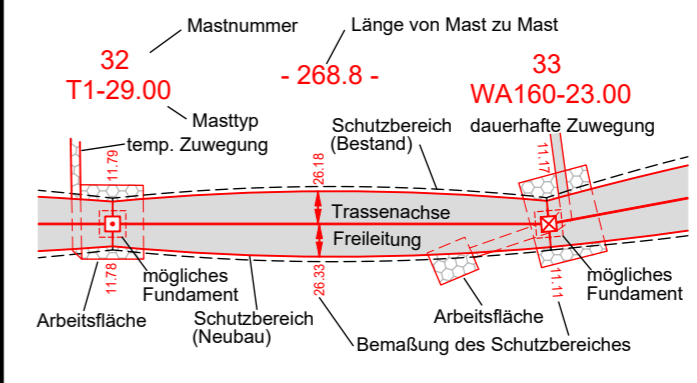 Mastnummer
Länge von Mast zu Mast
32
T1-29.00
- 268.8 -
33
WA160-23.00
Masttyp
temp. Zuwegung
Schutzbereich
(Bestand)
dauerhafte Zuwegung
11.79
26.18
11.17
Trassenachse
Freileitung
11.78
26.33
11.11
mögliches
Fundament
mögliches
Fundament
Arbeitsfläche
Schutzbereich
(Neubau)
Arbeitsfläche
Bemaßung des Schutzbereiches